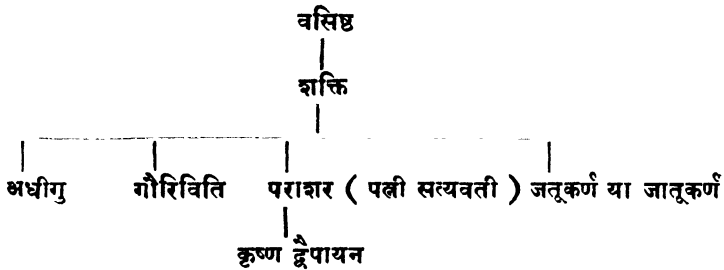 वसिष्ठ
शक्ति
अधीगु गौरिविति पराशर ( पत्नी सत्यवती ) जतूकर्ण या जातूकर्ण
कृष्ण द्वैपायन